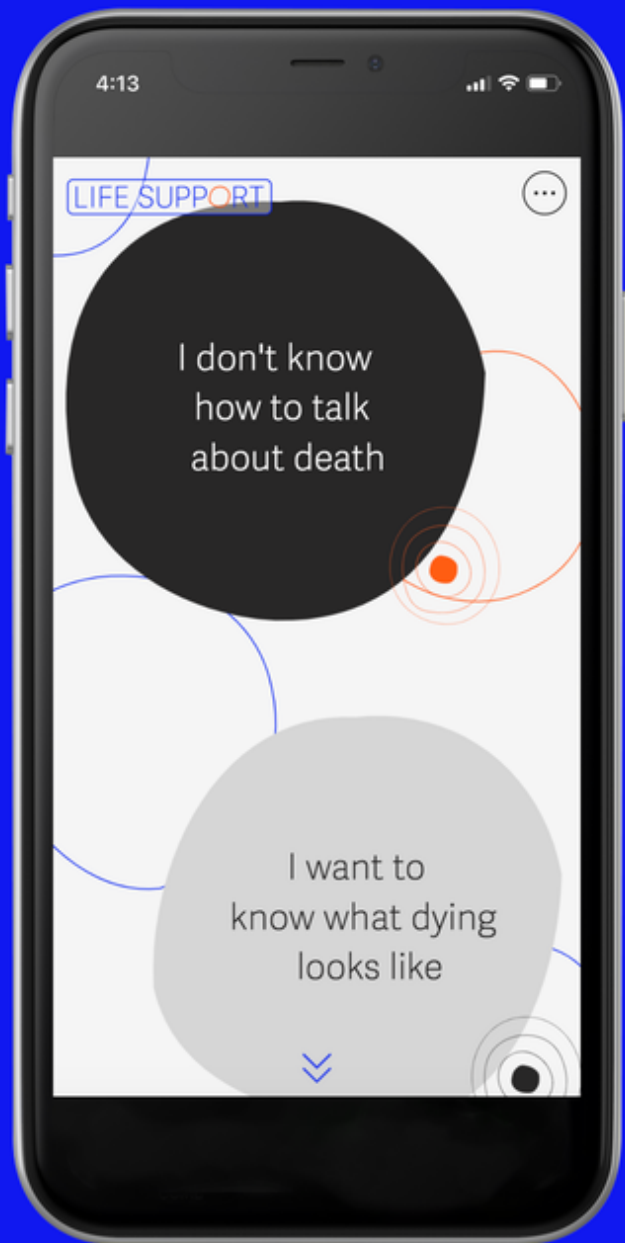 4:13
LIFE SUPPORT
I don't know
how to talk
about death
I want to
know what dying
looks like